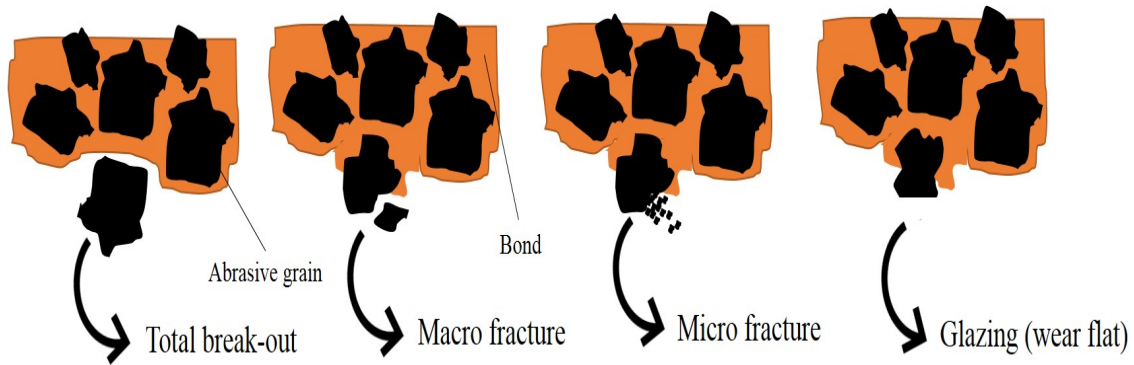 Bond
Abrasive grain
Total break-out
Macro fracture
Micro fracture
Glazing (wear flat)